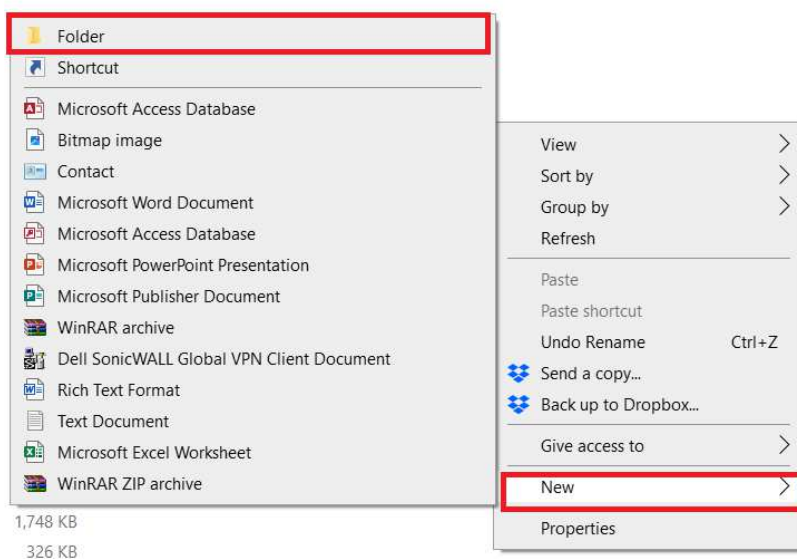 Folder
Shortcut
Microsoft Access Database
Bitmap image
Contact
Microsoft Word Document
Microsoft Access Database
Microsoft PowerPoint Presentation
Microsoft Publisher Document
WinRAR archive
Dell SonicWALL Global VPN Client Document
Rich Text Format
Text Document
Microsoft Excel Worksheet
WinRAR ZIP archive
1,748 KB
326 KB
View
Sort by
Group by
Refresh
Paste
Paste shortcut
Undo Rename Ctrl+Z
Send a copy...
Back up to Dropbox...
Give access to
New
Properties